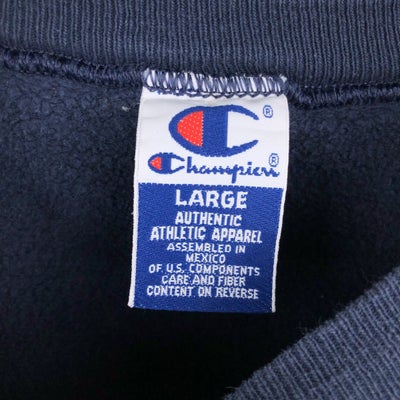 ®
Champion®
LARGE
AUTHENTIC
ATHLETIC APPAREL
ASSEMBLED IN
MEXICO
OF U.S. COMPONENTS
CARE AND FIBER
CONTENT ON REVERSE